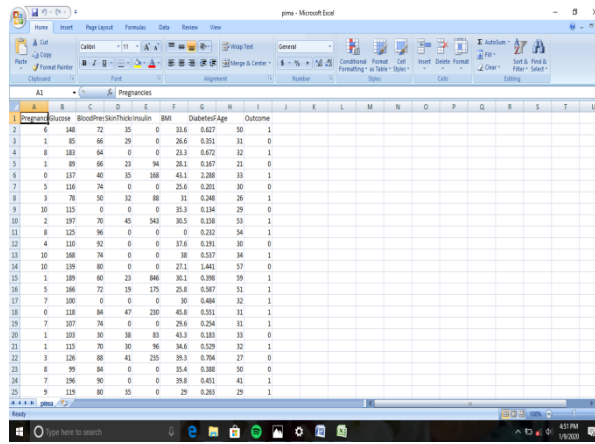 pima - Microsoft Excel
Home Insert Page Layout Formulas Data Review View
Cut Calibri 11 Wrap Text General Σ AutoSum
Copy Fill
Paste Format Painter B I U Merge & Center $ % , Conditional Formatting Format as Table Cell Styles Insert Delete Format Clear Sort & Filter Find & Select
Clipboard Font Alignment Number Styles Cells Editing
A1 fx Pregnancies
A B C D E F G H I J K L M N O P Q R S T U
1 Pregnanc Glucose BloodPres SkinThickn Insulin BMI DiabetesF Age Outcome
2 6 148 72 35 0 33.6 0.627 50 1
3 1 85 66 29 0 26.6 0.351 31 0
4 8 183 64 0 0 23.3 0.672 32 1
5 1 89 66 23 94 28.1 0.167 21 0
6 0 137 40 35 168 43.1 2.288 33 1
7 5 116 74 0 0 25.6 0.201 30 0
8 3 78 50 32 88 31 0.248 26 1
9 10 115 0 0 0 35.3 0.134 29 0
10 2 197 70 45 543 30.5 0.158 53 1
11 8 125 96 0 0 0 0.232 54 1
12 4 110 92 0 0 37.6 0.191 30 0
13 10 168 74 0 0 38 0.537 34 1
14 10 139 80 0 0 27.1 1.441 57 0
15 1 189 60 23 846 30.1 0.398 59 1
16 5 166 72 19 175 25.8 0.587 51 1
17 7 100 0 0 0 30 0.484 32 1
18 0 118 84 47 230 45.8 0.551 31 1
19 7 107 74 0 0 29.6 0.254 31 1
20 1 103 30 38 83 43.3 0.183 33 0
21 1 115 70 30 96 34.6 0.529 32 1
22 3 126 88 41 235 39.3 0.704 27 0
23 8 99 84 0 0 35.4 0.388 50 0
24 7 196 90 0 0 39.8 0.451 41 1
25 9 119 80 35 0 29 0.263 29 1
pima
Ready 100%
Type here to search 4:51 PM
1/9/2020